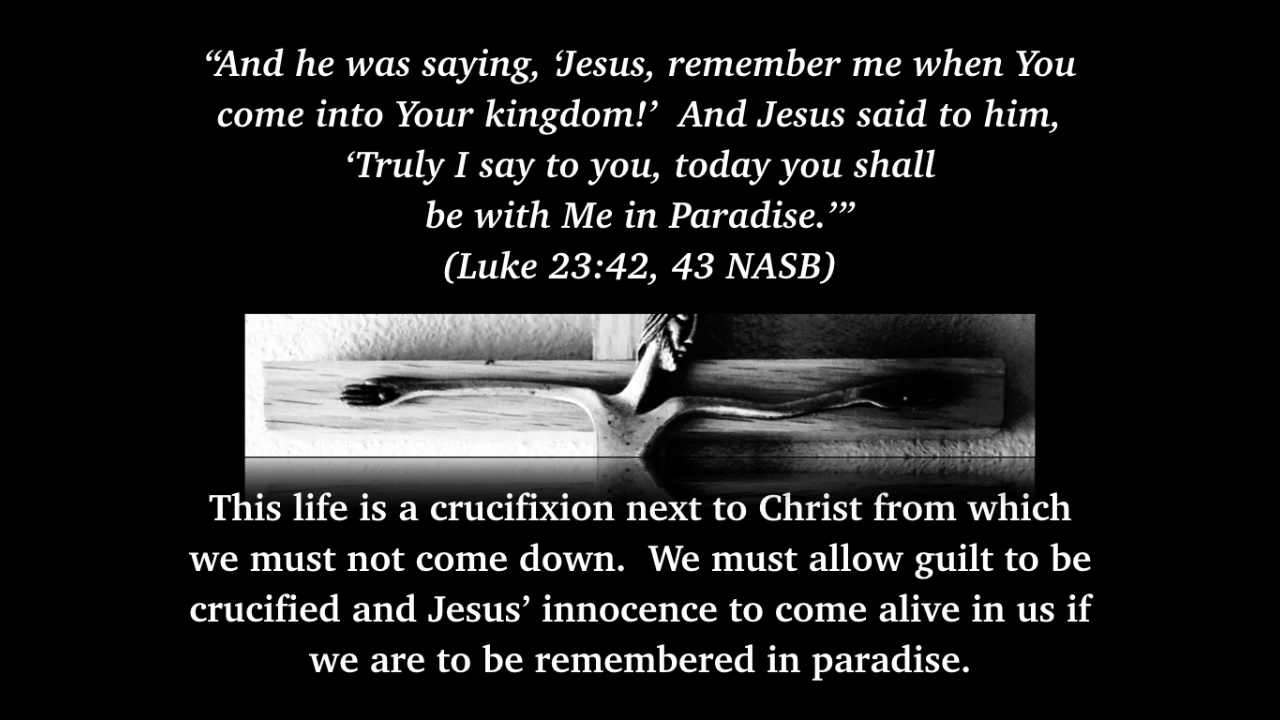 “And he was saying, ‘Jesus, remember me when You
come into Your kingdom!’  And Jesus said to him,
‘Truly I say to you, today you shall
be with Me in Paradise.’”
(Luke 23:42, 43 NASB)
This life is a crucifixion next to Christ from which
we must not come down.  We must allow guilt to be
crucified and Jesus’ innocence to come alive in us if
we are to be remembered in paradise.